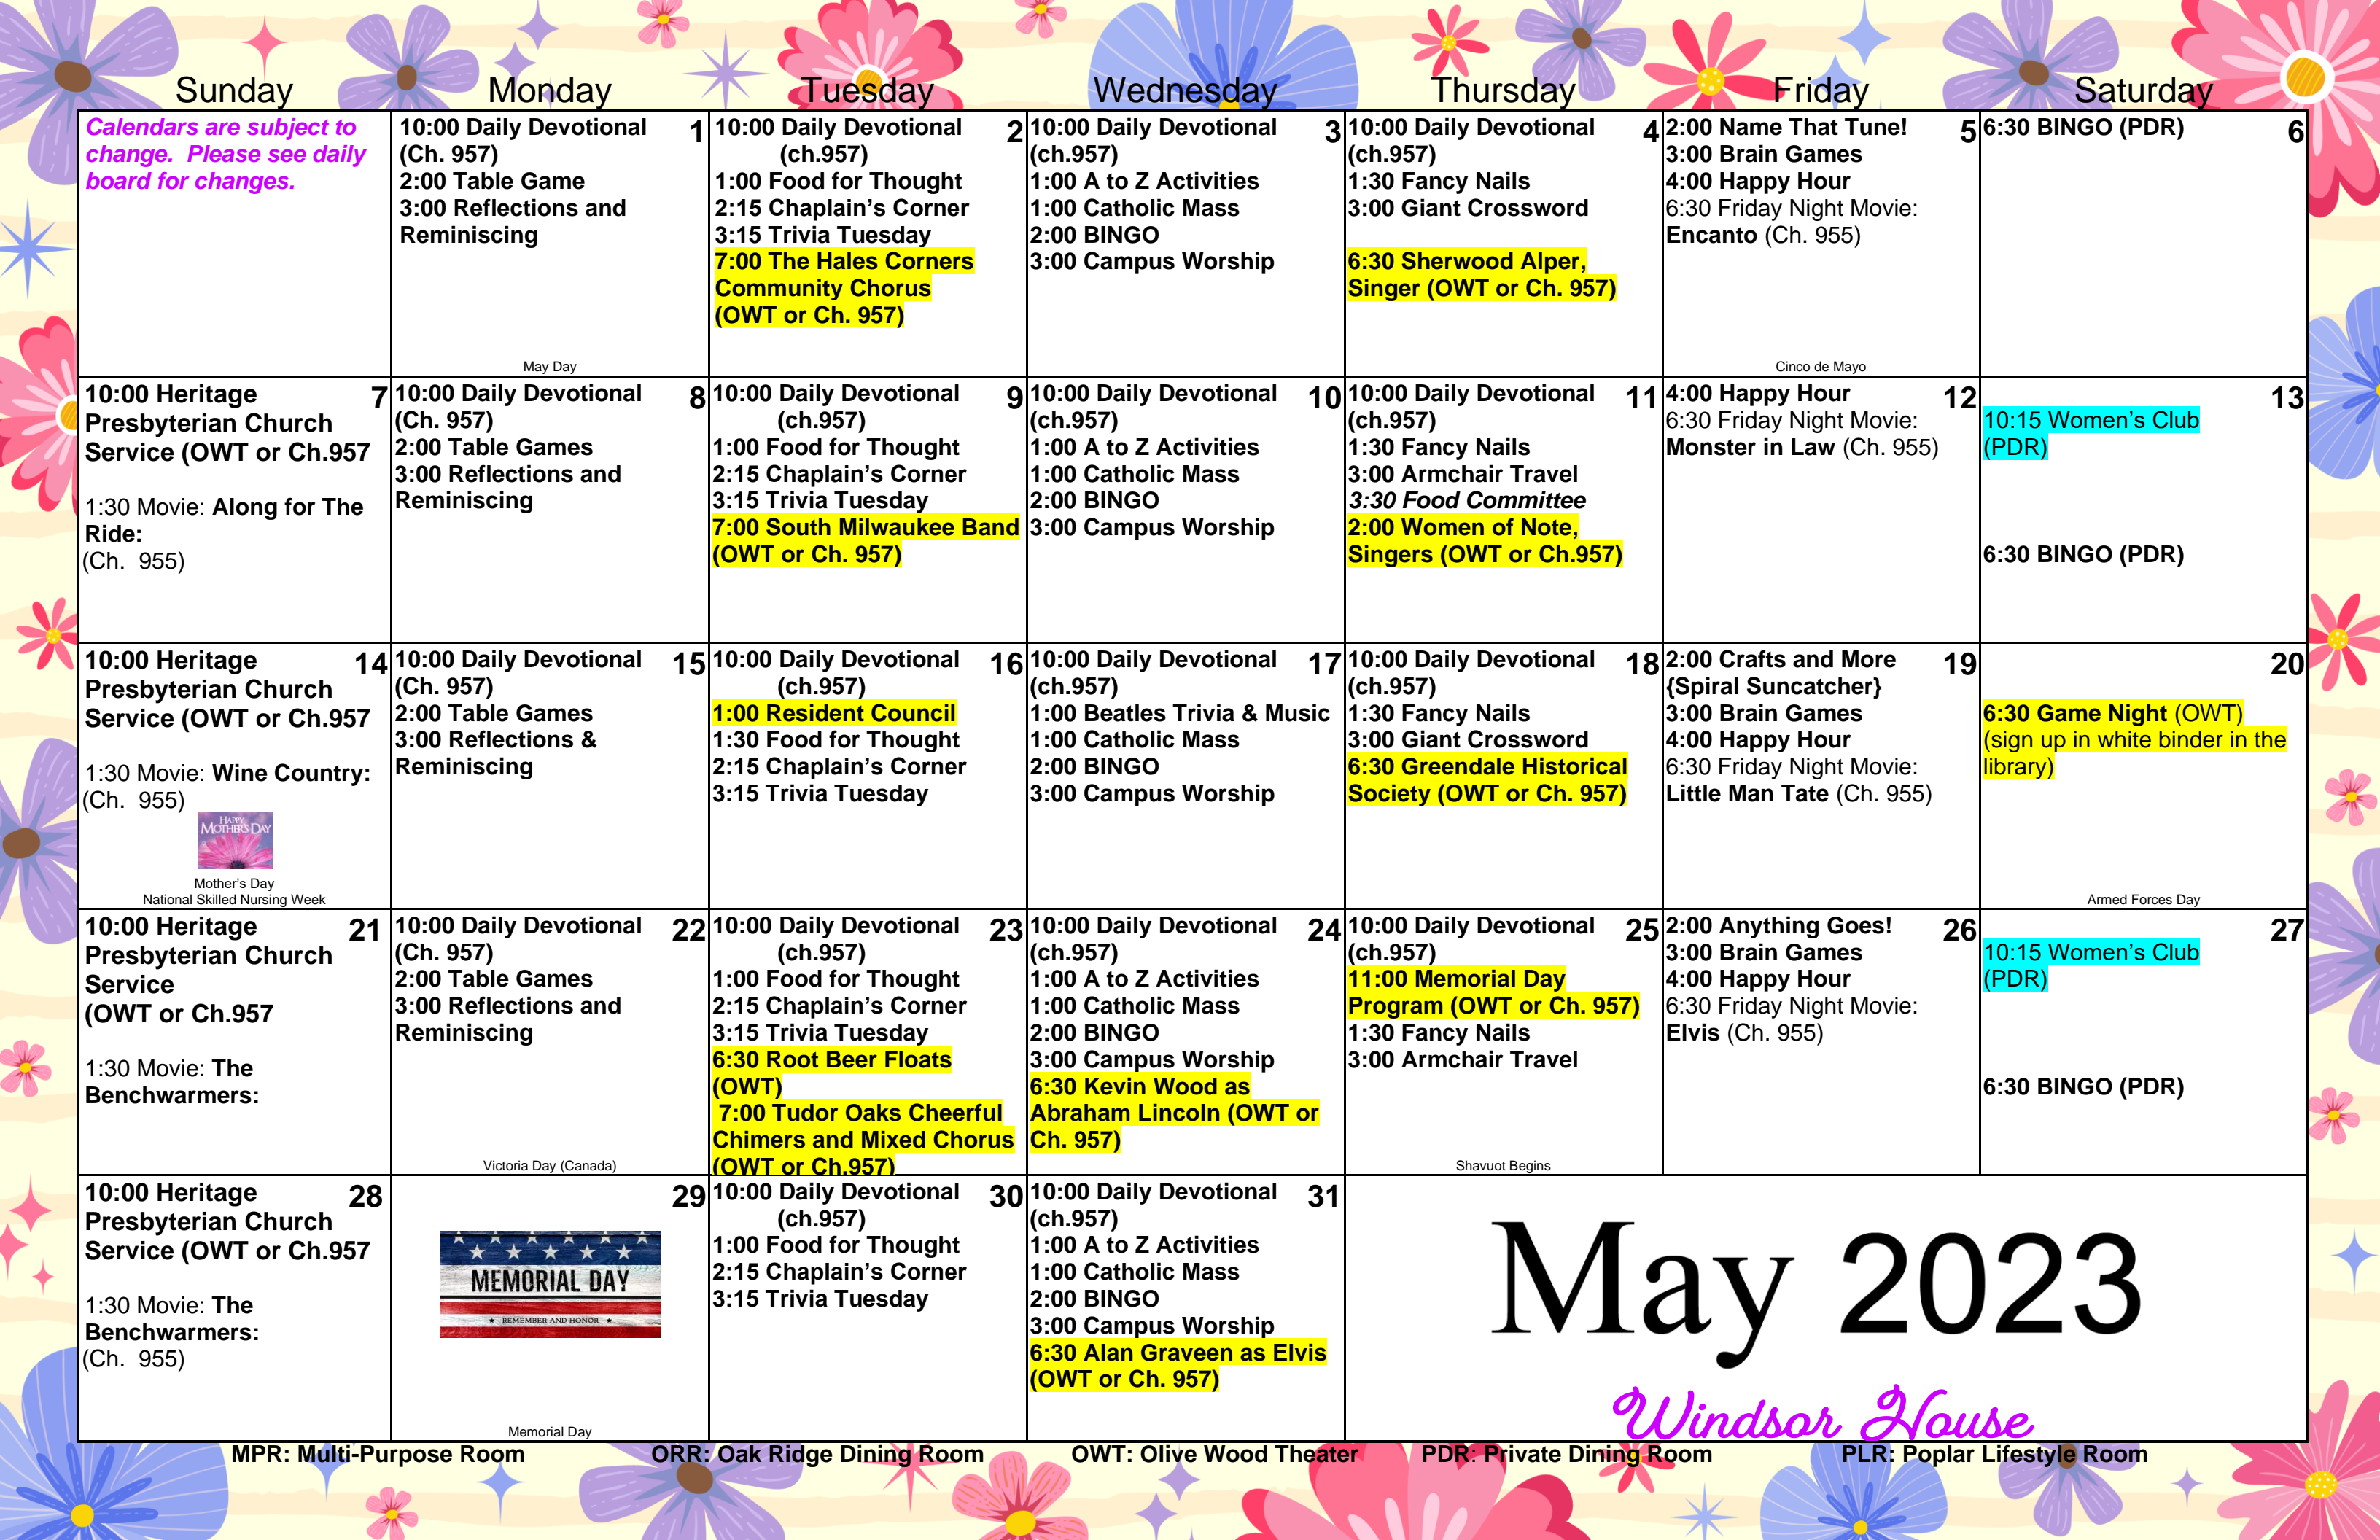 Sunday Monday Tuesday Wednesday Thursday Friday Saturday
Calendars are subject to
change. Please see daily
board for changes.
10:00 Daily Devotional 1
(Ch. 957)
2:00 Table Game
3:00 Reflections and
Reminiscing
May Day
10:00 Daily Devotional 2
(ch.957)
1:00 Food for Thought
2:15 Chaplain's Corner
3:15 Trivia Tuesday
7:00 The Hales Corners
Community Chorus
(OWT or Ch. 957)
10:00 Daily Devotional 3
(ch.957)
1:00 A to Z Activities
1:00 Catholic Mass
2:00 BINGO
3:00 Campus Worship
10:00 Daily Devotional 4
(ch.957)
1:30 Fancy Nails
3:00 Giant Crossword
6:30 Sherwood Alper,
Singer (OWT or Ch. 957)
2:00 Name That Tune! 5
3:00 Brain Games
4:00 Happy Hour
6:30 Friday Night Movie:
Encanto (Ch. 955)
Cinco de Mayo
6:30 BINGO (PDR) 6
10:00 Heritage 7
Presbyterian Church
Service (OWT or Ch.957
1:30 Movie: Along for The
Ride:
(Ch. 955)
10:00 Daily Devotional 8
(Ch. 957)
2:00 Table Games
3:00 Reflections and
Reminiscing
10:00 Daily Devotional 9
(ch.957)
1:00 Food for Thought
2:15 Chaplain's Corner
3:15 Trivia Tuesday
7:00 South Milwaukee Band
(OWT or Ch. 957)
10:00 Daily Devotional 10
(ch.957)
1:00 A to Z Activities
1:00 Catholic Mass
2:00 BINGO
3:00 Campus Worship
10:00 Daily Devotional 11
(ch.957)
1:30 Fancy Nails
3:00 Armchair Travel
3:30 Food Committee
2:00 Women of Note,
Singers (OWT or Ch.957)
4:00 Happy Hour 12
6:30 Friday Night Movie:
Monster in Law (Ch. 955)
13
10:15 Women's Club
(PDR)
6:30 BINGO (PDR)
10:00 Heritage 14
Presbyterian Church
Service (OWT or Ch.957
1:30 Movie: Wine Country:
(Ch. 955)
HAPPY
MOTHER'S DAY
Mother's Day
National Skilled Nursing Week
10:00 Daily Devotional 15
(Ch. 957)
2:00 Table Games
3:00 Reflections &
Reminiscing
10:00 Daily Devotional 16
(ch.957)
1:00 Resident Council
1:30 Food for Thought
2:15 Chaplain's Corner
3:15 Trivia Tuesday
10:00 Daily Devotional 17
(ch.957)
1:00 Beatles Trivia & Music
1:00 Catholic Mass
2:00 BINGO
3:00 Campus Worship
10:00 Daily Devotional 18
(ch.957)
1:30 Fancy Nails
3:00 Giant Crossword
6:30 Greendale Historical
Society (OWT or Ch. 957)
2:00 Crafts and More 19
{Spiral Suncatcher}
3:00 Brain Games
4:00 Happy Hour
6:30 Friday Night Movie:
Little Man Tate (Ch. 955)
20
6:30 Game Night (OWT)
(sign up in white binder in the
library)
Armed Forces Day
10:00 Heritage 21
Presbyterian Church
Service
(OWT or Ch.957
1:30 Movie: The
Benchwarmers:
10:00 Daily Devotional 22
(Ch. 957)
2:00 Table Games
3:00 Reflections and
Reminiscing
Victoria Day (Canada)
10:00 Daily Devotional 23
(ch.957)
1:00 Food for Thought
2:15 Chaplain's Corner
3:15 Trivia Tuesday
6:30 Root Beer Floats
(OWT)
7:00 Tudor Oaks Cheerful
Chimers and Mixed Chorus
(OWT or Ch.957)
10:00 Daily Devotional 24
(ch.957)
1:00 A to Z Activities
1:00 Catholic Mass
2:00 BINGO
3:00 Campus Worship
6:30 Kevin Wood as
Abraham Lincoln (OWT or
Ch. 957)
10:00 Daily Devotional 25
(ch.957)
11:00 Memorial Day
Program (OWT or Ch. 957)
1:30 Fancy Nails
3:00 Armchair Travel
Shavuot Begins
2:00 Anything Goes! 26
3:00 Brain Games
4:00 Happy Hour
6:30 Friday Night Movie:
Elvis (Ch. 955)
27
10:15 Women's Club
(PDR)
6:30 BINGO (PDR)
10:00 Heritage 28
Presbyterian Church
Service (OWT or Ch.957
1:30 Movie: The
Benchwarmers:
(Ch. 955)
29
MEMORIAL DAY
REMEMBER AND HONOR
Memorial Day
10:00 Daily Devotional 30
(ch.957)
1:00 Food for Thought
2:15 Chaplain's Corner
3:15 Trivia Tuesday
10:00 Daily Devotional 31
(ch.957)
1:00 A to Z Activities
1:00 Catholic Mass
2:00 BINGO
3:00 Campus Worship
6:30 Alan Graveen as Elvis
(OWT or Ch. 957)
May 2023
Windsor House
MPR: Multi-Purpose Room ORR: Oak Ridge Dining Room OWT: Olive Wood Theater PDR: Private Dining Room PLR: Poplar Lifestyle Room